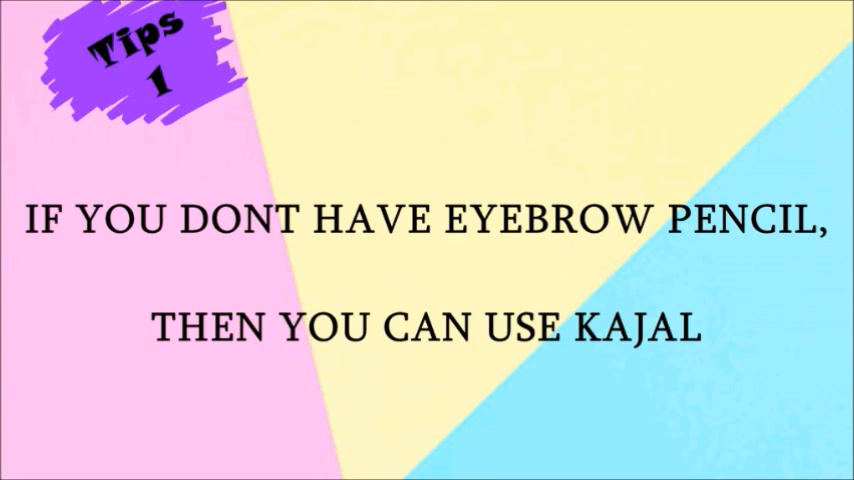 Tips
1
IF YOU DONT HAVE EYEBROW PENCIL,
THEN YOU CAN USE KAJAL